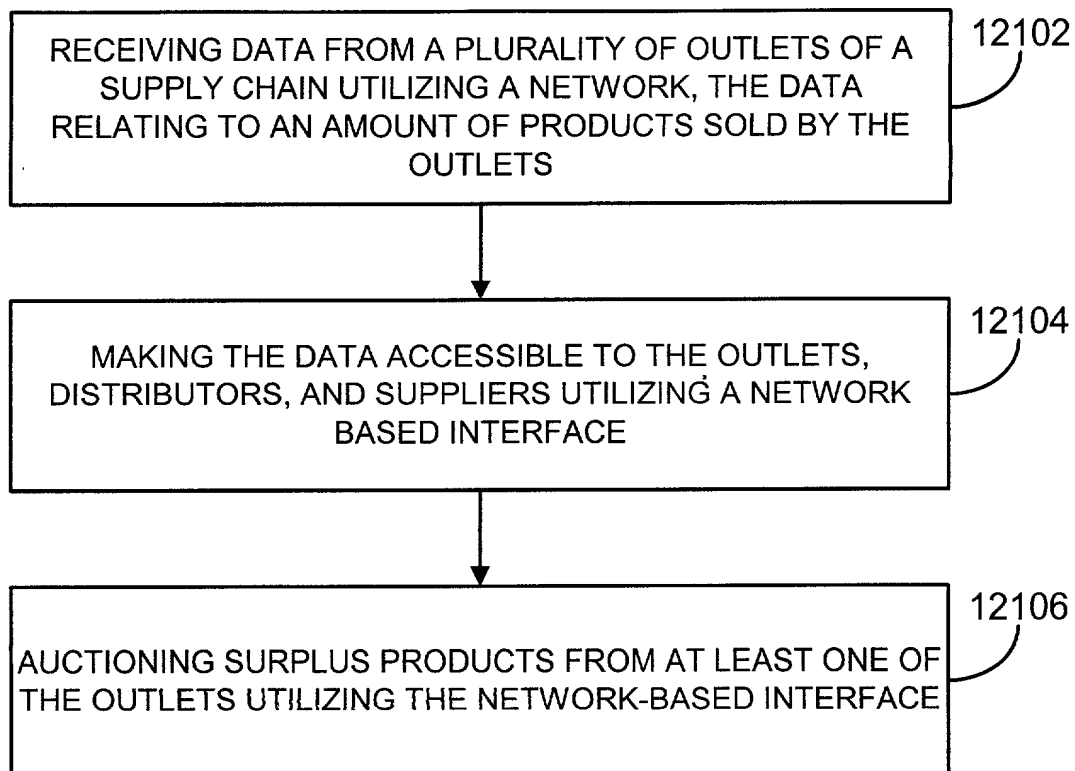 RECEIVING DATA FROM A PLURALITY OF OUTLETS OF A
SUPPLY CHAIN UTILIZING A NETWORK, THE DATA
RELATING TO AN AMOUNT OF PRODUCTS SOLD BY THE
OUTLETS
12102
MAKING THE DATA ACCESSIBLE TO THE OUTLETS,
DISTRIBUTORS, AND SUPPLIERS UTILIZING A NETWORK
BASED INTERFACE
12104
AUCTIONING SURPLUS PRODUCTS FROM AT LEAST ONE OF
THE OUTLETS UTILIZING THE NETWORK-BASED INTERFACE
12106